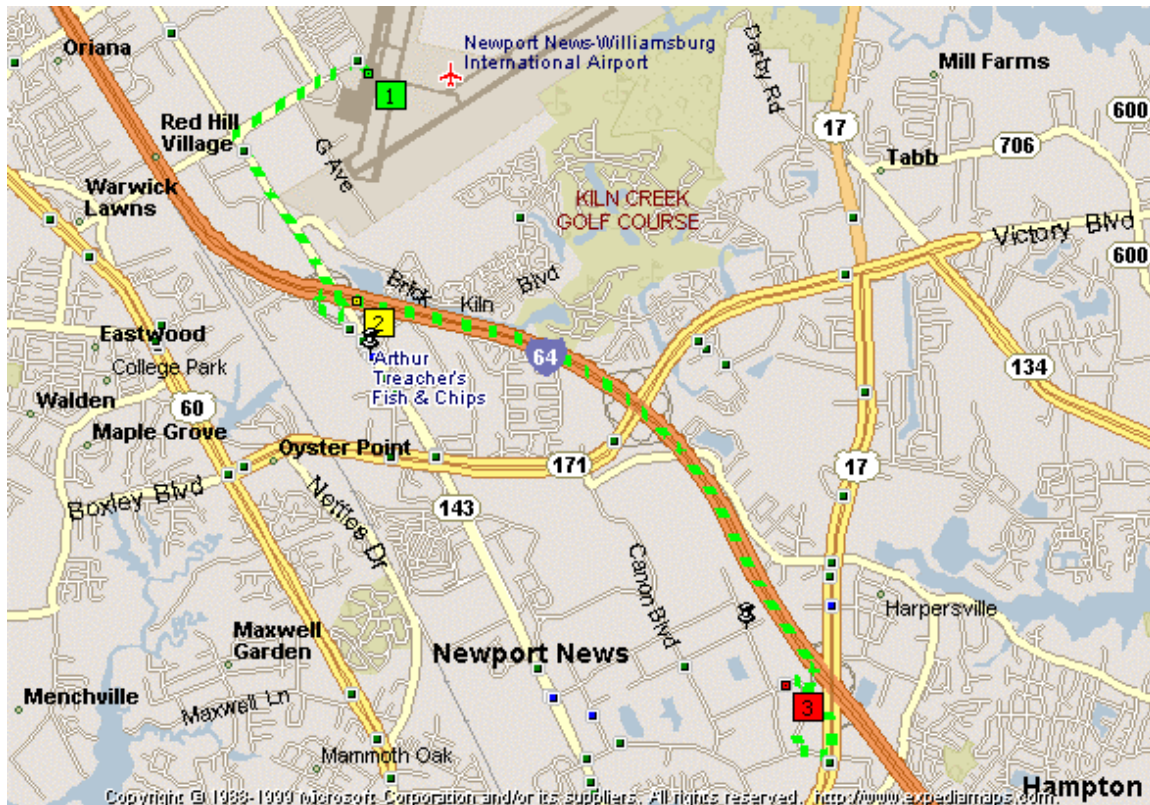 Oriana
Newport News-Williamsburg
International Airport
Darby Rd
Mill Farms
1
600
17
Red Hill
Village
706
Tabb
G Ave
Warwick
Lawns
KILN CREEK
GOLF COURSE
Victory Blvd
600
Brick Kiln Blvd
2
Eastwood
64
College Park
Arthur
Treacher's
Fish & Chips
134
Walden
60
Maple Grove
Oyster Point
171
17
Boxley Blvd
Nettles Dr
143
Canon Blvd
Harpersville
Maxwell
Garden
Newport News
Menchville
Maxwell Ln
3
Mammoth Oak
Hampton
Copyright © 1988-1999 Microsoft Corporation and/or its suppliers. All rights reserved. http://www.expediamaps.com